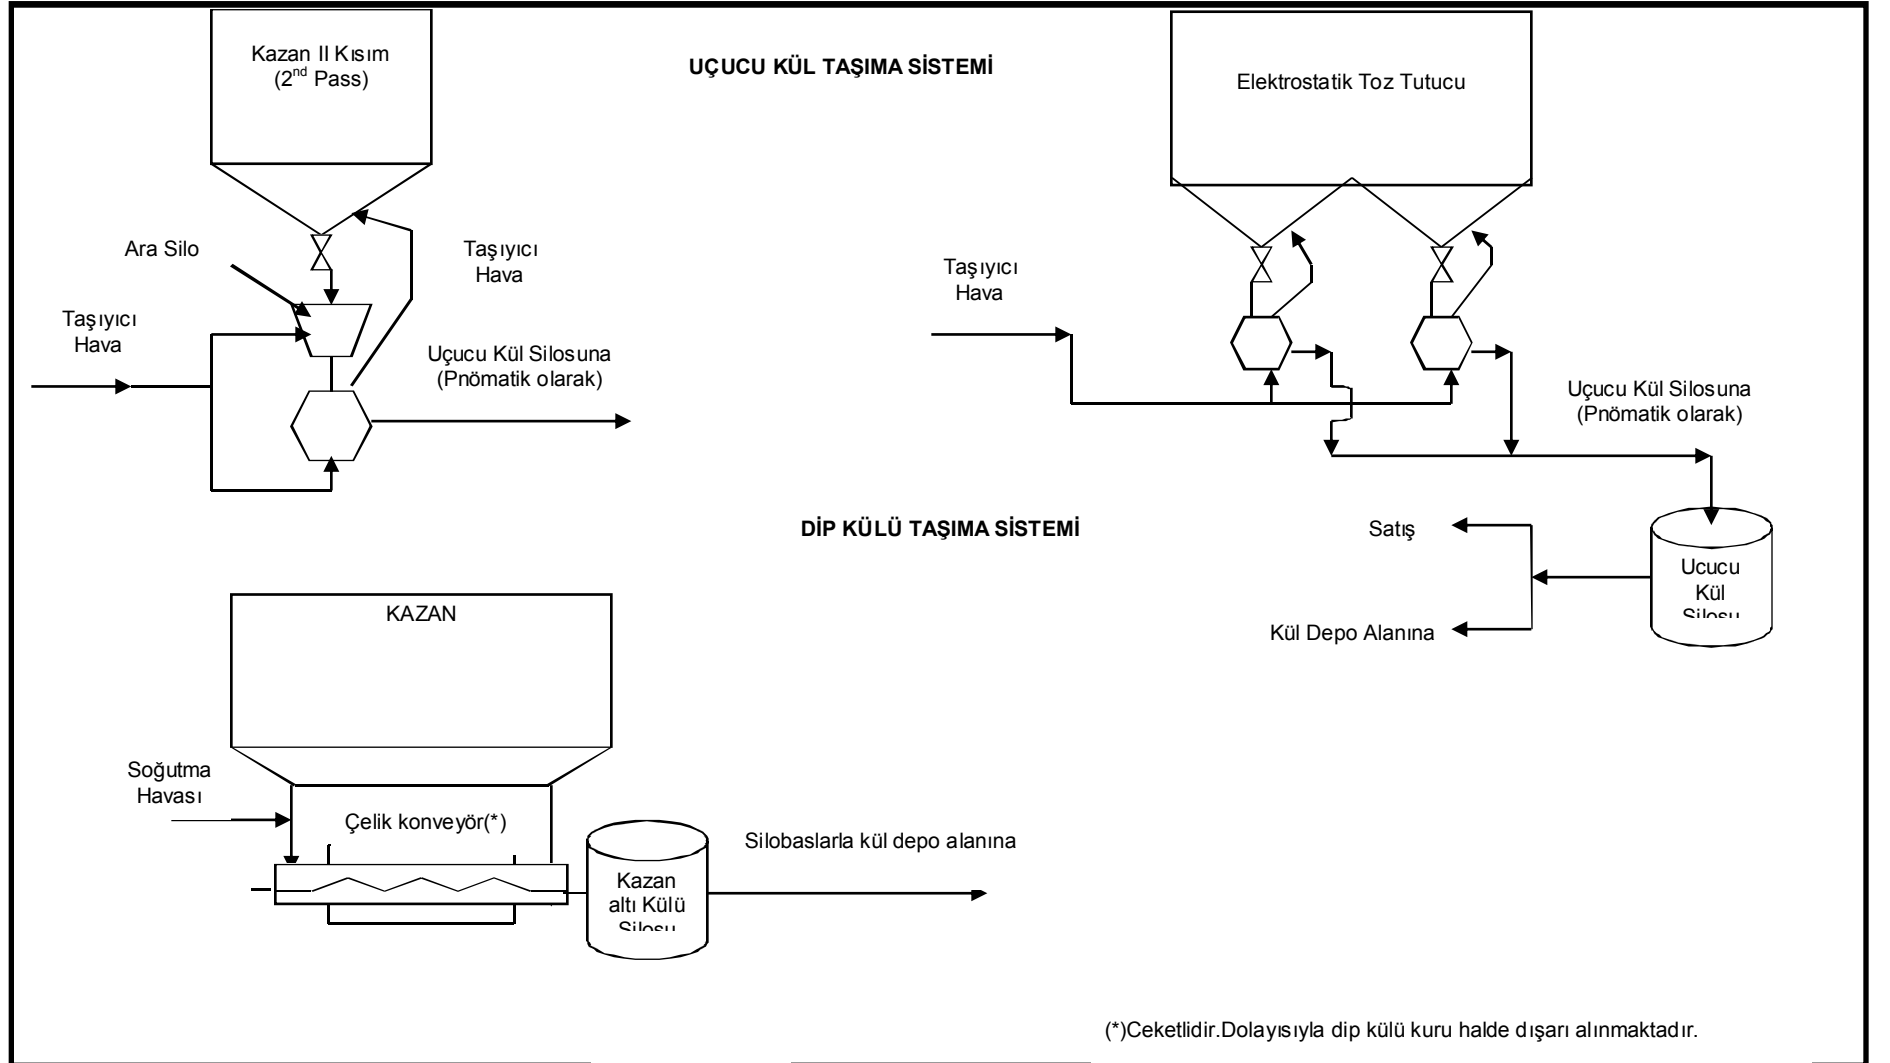 Kazan II Kısım
(2nd Pass)
UÇUCU KÜL TAŞIMA SİSTEMİ
Elektrostatik Toz Tutucu
Ara Silo
Taşıyıcı
Hava
Taşıyıcı
Hava
Taşıyıcı
Hava
Uçucu Kül Silosuna
(Pnömatik olarak)
Uçucu Kül Silosuna
(Pnömatik olarak)
DİP KÜLÜ TAŞIMA SİSTEMİ
Satış
Ucucu
Kül
Silosu
Kül Depo Alanına
KAZAN
Soğutma
Havası
Çelik konveyör(*)
Silobaslarla kül depo alanına
Kazan
altı Külü
Silosu
(*)Ceketlidir.Dolayısıyla dip külü kuru halde dışarı alınmaktadır.